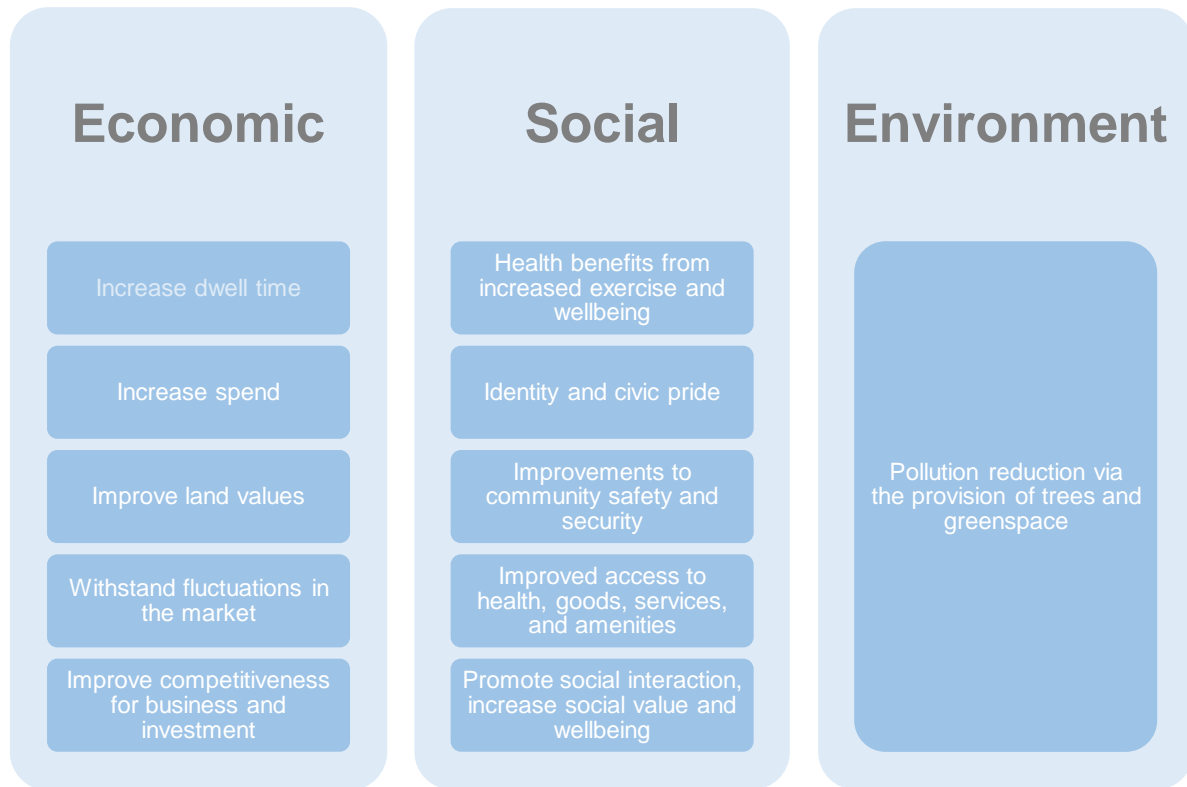 Economic
Increase dwell time
Increase spend
Improve land values
Withstand fluctuations in
the market
Improve competitiveness
for business and
investment
Social
Health benefits from
increased exercise and
wellbeing
Identity and civic pride
Improvements to
community safety and
security
Improved access to
health, goods, services,
and amenities
Promote social interaction,
increase social value and
wellbeing
Environment
Pollution reduction via
the provision of trees and
greenspace